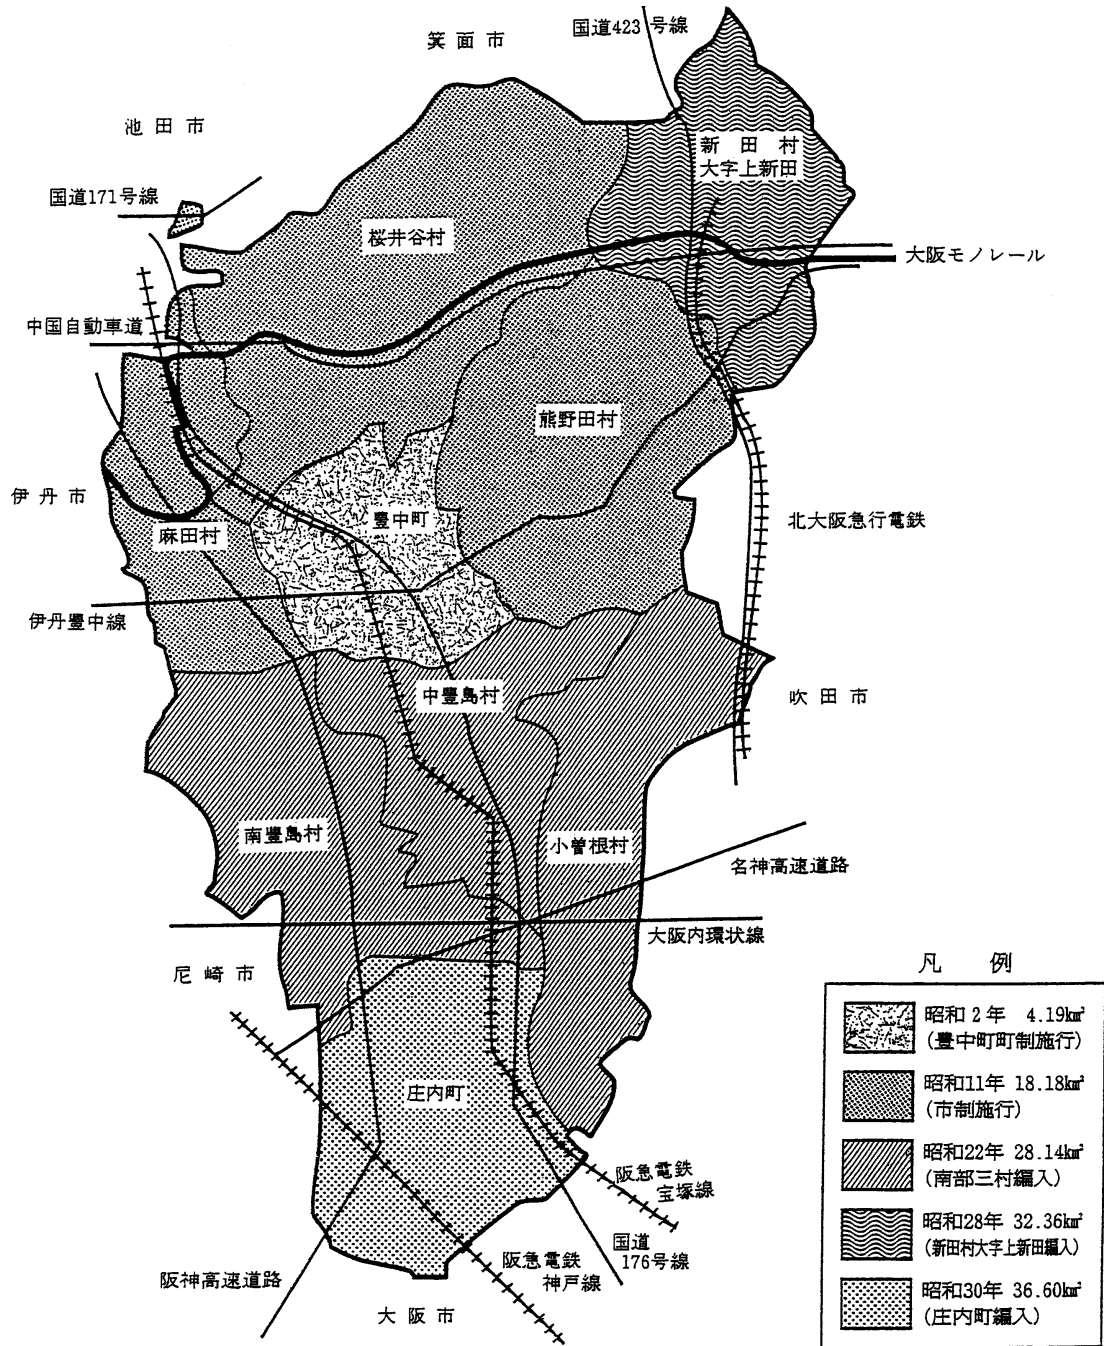 国道423号線
箕面市
池田市
新田村
大字上新田
国道171号線
桜井谷村
大阪モノレール
中国自動車道
熊野田村
伊丹市
豊中町
北大阪急行電鉄
麻田村
伊丹豊中線
中豊島村
吹田市
南豊島村
小曽根村
名神高速道路
大阪内環状線
尼崎市
庄内町
阪急電鉄
宝塚線
国道
176号線
阪急電鉄
神戸線
阪神高速道路
大阪市
凡例
昭和2年 4.19k㎡
(豊中町町制施行)
昭和11年 18.18k㎡
(市制施行)
昭和22年 28.14k㎡
(南部三村編入)
昭和28年 32.36k㎡
(新田村大字上新田編入)
昭和30年 36.60k㎡
(庄内町編入)